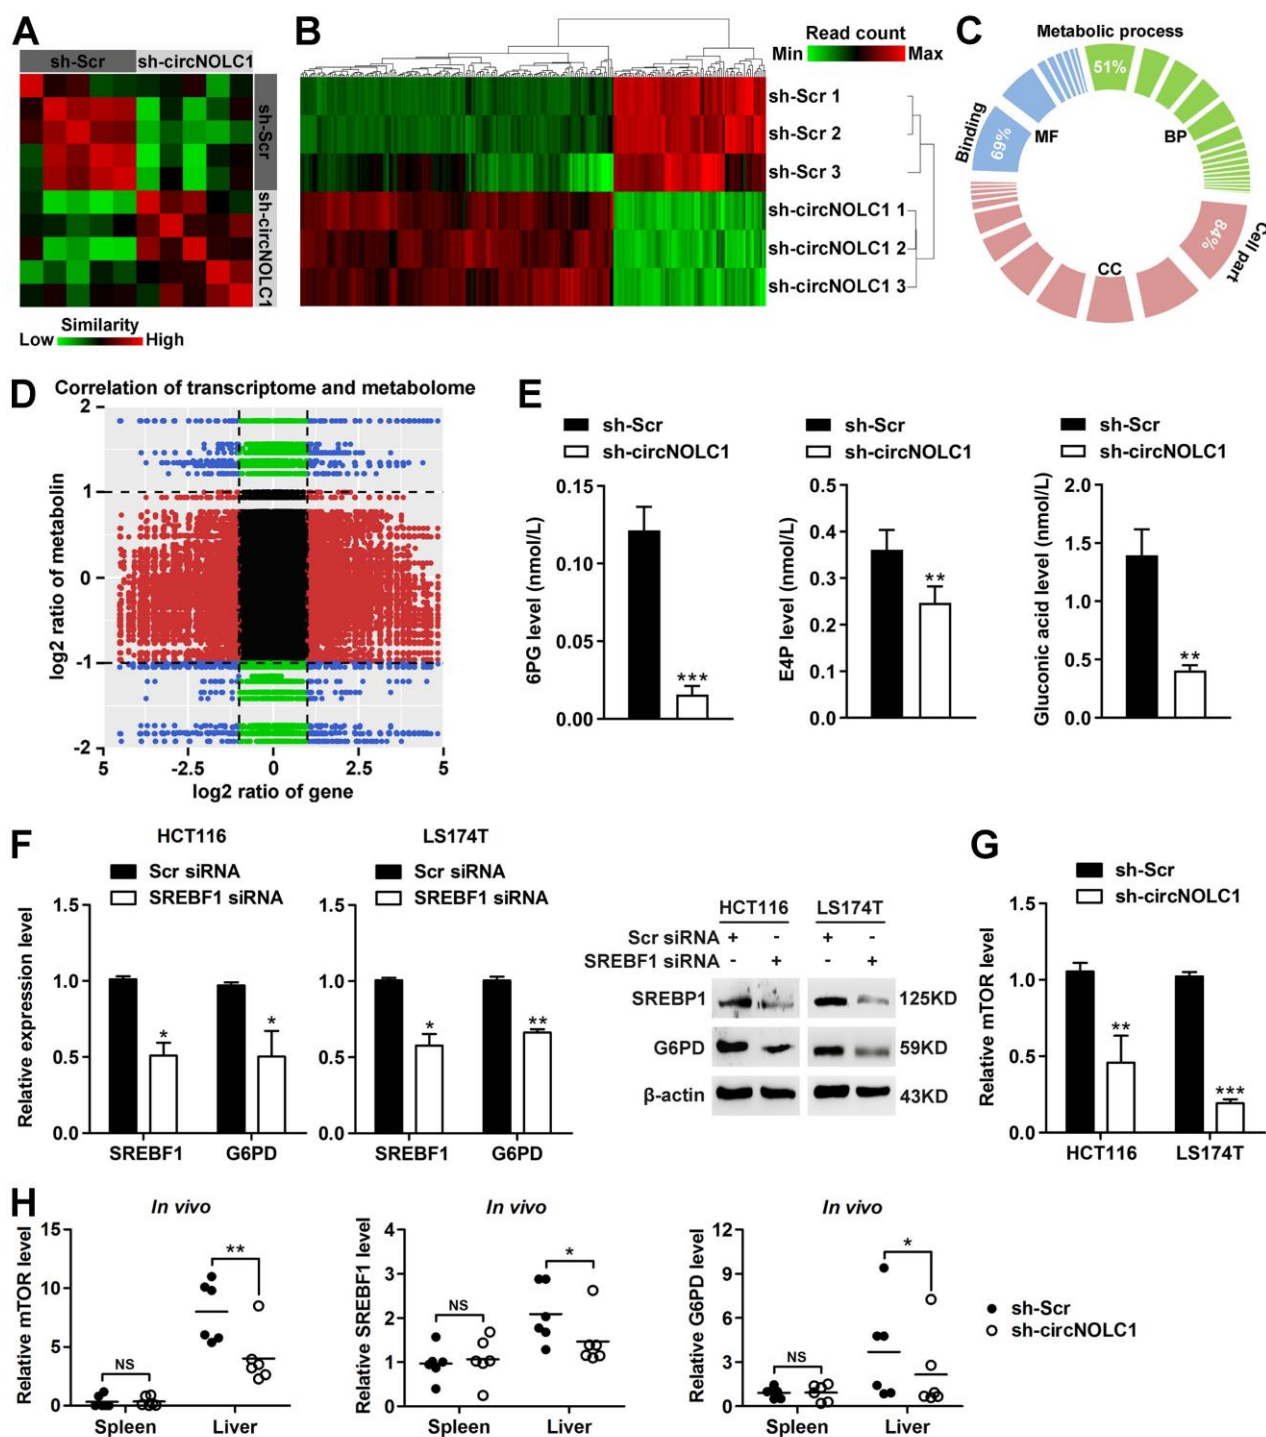 A
sh-Scr
sh-circNOLC1
sh-Scr
sh-circNOLC1
Similarity
Low
High
B
Read count
Min
Max
sh-Scr 1
sh-Scr 2
sh-Scr 3
sh-circNOLC1 1
sh-circNOLC1 2
sh-circNOLC1 3
C
Metabolic process
51%
BP
Binding
69%
MF
84%
Cell part
CC
D
Correlation of transcriptome and metabolome
log2 ratio of metabolin
2
1
0
-1
-2
5
-2.5
0
2.5
5
log2 ratio of gene
E
sh-Scr
sh-circNOLC1
6PG level (nmol/L)
0.15
0.10
0.05
0.00
***
sh-Scr
sh-circNOLC1
E4P level (nmol/L)
0.5
0.4
0.3
0.2
0.1
0.0
**
sh-Scr
sh-circNOLC1
Gluconic acid level (nmol/L)
2.0
1.5
1.0
0.5
0.0
**
F
HCT116
Scr siRNA
SREBF1 siRNA
Relative expression level
1.5
1.0
0.5
0.0
*
*
SREBF1
G6PD
LS174T
Scr siRNA
SREBF1 siRNA
1.5
1.0
0.5
0.0
*
**
SREBF1
G6PD
HCT116 LS174T
Scr siRNA + - + -
SREBF1 siRNA - + - +
SREBP1 125KD
G6PD 59KD
β-actin 43KD
G
sh-Scr
sh-circNOLC1
Relative mTOR level
1.5
1.0
0.5
0.0
**
***
HCT116
LS174T
H
In vivo
Relative mTOR level
15
10
5
0
NS
**
Spleen
Liver
In vivo
Relative SREBF1 level
4
3
2
1
0
NS
*
Spleen
Liver
In vivo
Relative G6PD level
12
9
6
3
0
NS
*
Spleen
Liver
sh-Scr
sh-circNOLC1